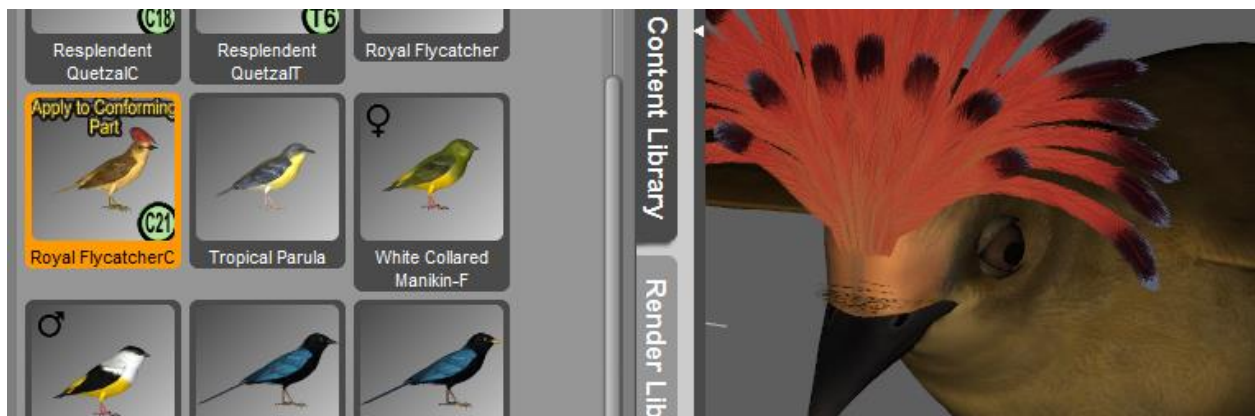 C18
T6
Resplendent
QuetzalC
Resplendent
QuetzalT
Royal Flycatcher
Apply to Conforming
Part
C21
Royal FlycatcherC
Tropical Parula
White Collared
Manikin-F
Content Library
Render Lib